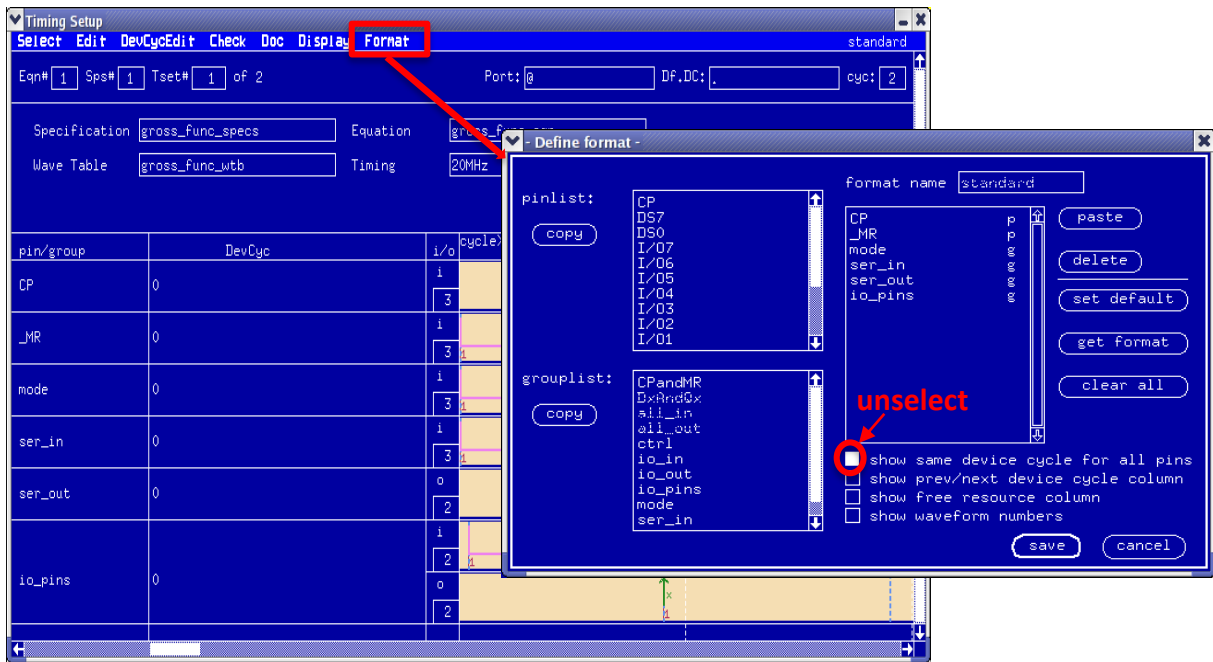 Timing Setup
Select Edit DevCycEdit Check Doc Display Format standard
Eqn# 1 Sps# 1 Tset# 1 of 2 Port: @ Df.DC: . cyc: 2
Specification gross_func_specs Equation
Wave Table gross_func_wtb Timing 20MHz
pin/group DevCyc i/o cycle
CP 0 i 3
_MR 0 i 3 1
mode 0 i 3 1
ser_in 0 i 3 1
ser_out 0 o 2
io_pins 0 i 2 1
o 2 x 1
- Define format -
format name standard
pinlist:
copy
CP
DS7
DS0
I/O7
I/O6
I/O5
I/O4
I/O3
I/O2
I/O1
grouplist:
copy
CPandMR
DxAndQx
all_in
all_out
ctrl
io_in
io_out
io_pins
mode
ser_in
CP p
_MR p
mode g
ser_in g
ser_out g
io_pins g
paste
delete
set default
get format
clear all
unselect
show same device cycle for all pins
show prev/next device cycle column
show free resource column
show waveform numbers
save cancel